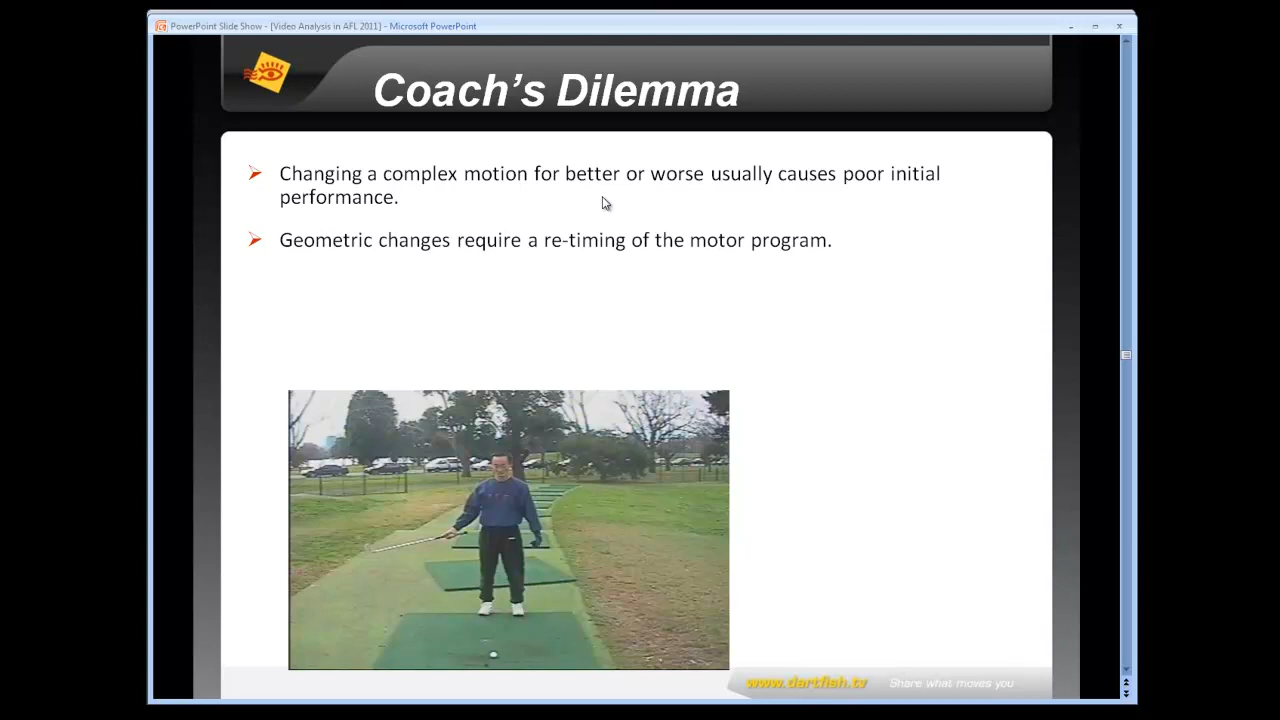 PowerPoint Slide Show - [Video Analysis in AFL 2011] - Microsoft PowerPoint
Coach's Dilemma
Changing a complex motion for better or worse usually causes poor initial
performance.
Geometric changes require a re-timing of the motor program.
www.dartfish.tv Share what moves you